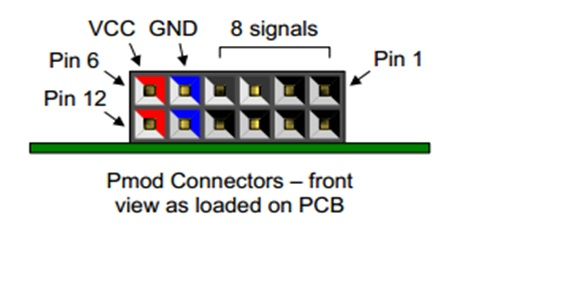 VCC GND 8 signals
Pin 6
Pin 1
Pin 12
Pmod Connectors – front
view as loaded on PCB